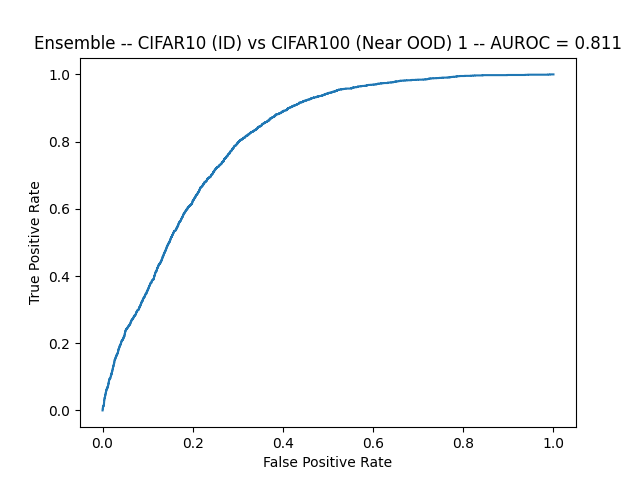 Ensemble -- CIFAR10 (ID) vs CIFAR100 (Near OOD) 1 -- AUROC = 0.811
1.0
0.8
0.6
0.4
0.2
0.0
True Positive Rate
0.0 0.2 0.4 0.6 0.8 1.0
False Positive Rate